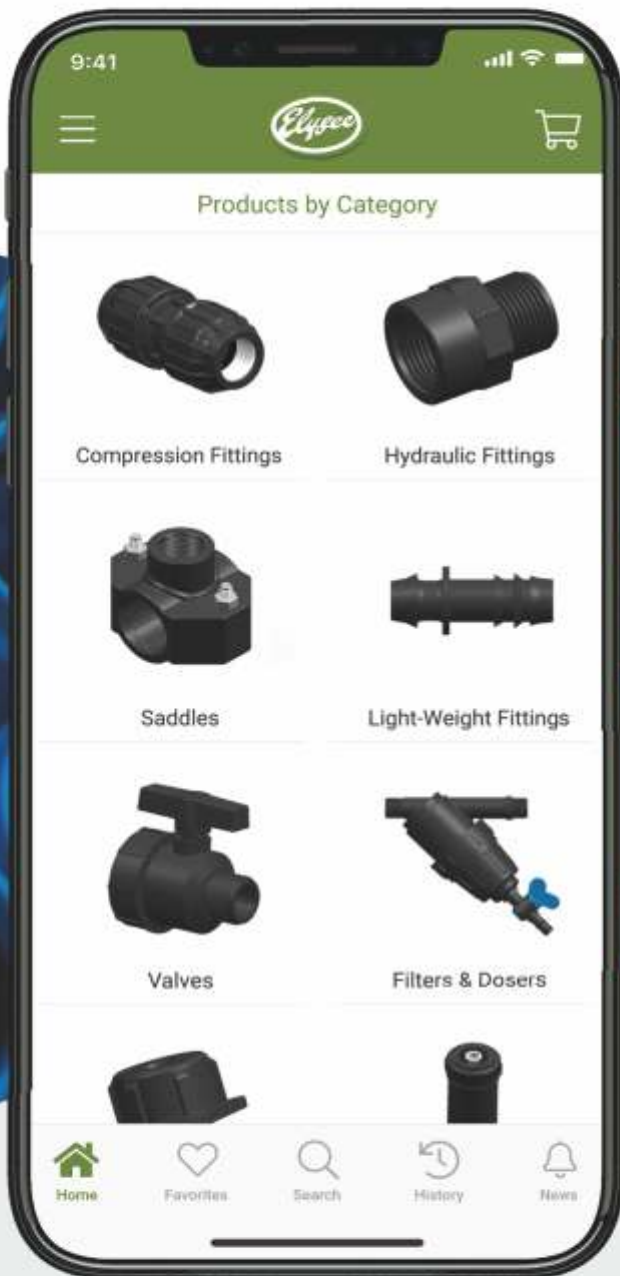 9:41
Elysee
Products by Category
Compression Fittings
Hydraulic Fittings
Saddles
Light-Weight Fittings
Valves
Filters & Dosers
Home
Favorites
Search
History
News